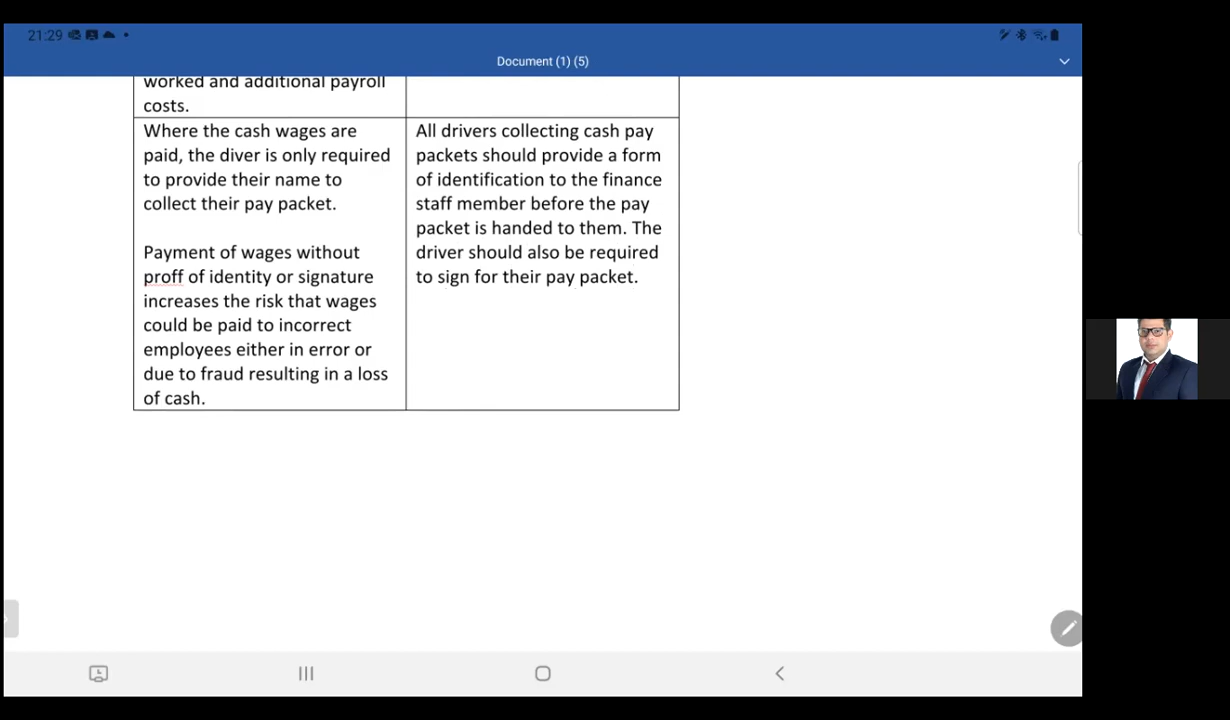 21:29
Document (1) (5)
worked and additional payroll
costs.
Where the cash wages are
paid, the diver is only required
to provide their name to
collect their pay packet.
Payment of wages without
proff of identity or signature
increases the risk that wages
could be paid to incorrect
employees either in error or
due to fraud resulting in a loss
of cash.
All drivers collecting cash pay
packets should provide a form
of identification to the finance
staff member before the pay
packet is handed to them. The
driver should also be required
to sign for their pay packet.